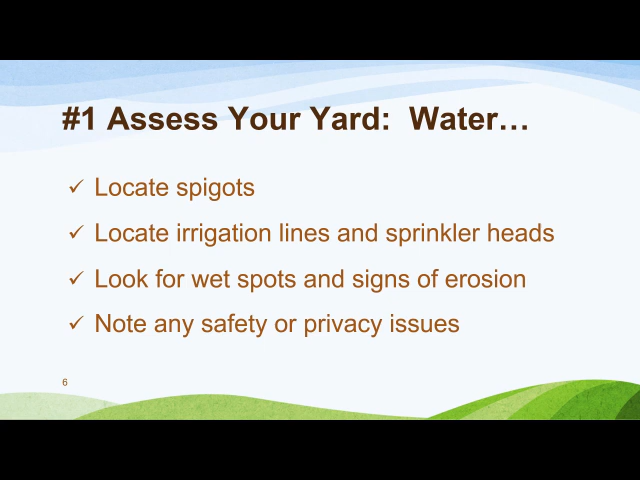 #1 Assess Your Yard:  Water…
✓ Locate spigots
✓ Locate irrigation lines and sprinkler heads
✓ Look for wet spots and signs of erosion
✓ Note any safety or privacy issues
6